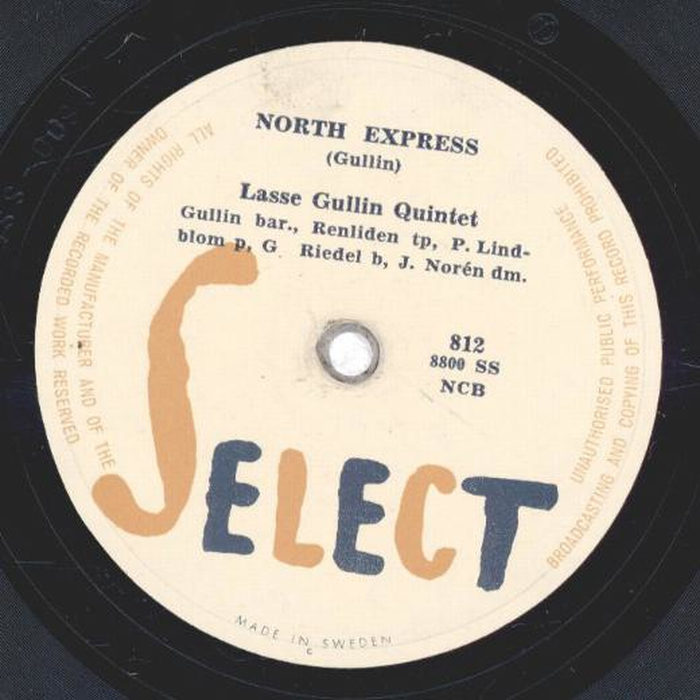 NORTH EXPRESS
(Gullin)
Lasse Gullin Quintet
Gullin bar., Renliden tp, P. Lind-
blom p, G. Riedel b, J. Norén dm.
812
8800 SS
NCB
SELECT
ALL RIGHTS OF THE MANUFACTURER AND OF THE
OWNER OF THE RECORDED WORK RESERVED
UNAUTHORISED PUBLIC PERFORMANCE
BROADCASTING AND COPYING OF THIS RECORD PROHIBITED
MADE IN SWEDEN
c